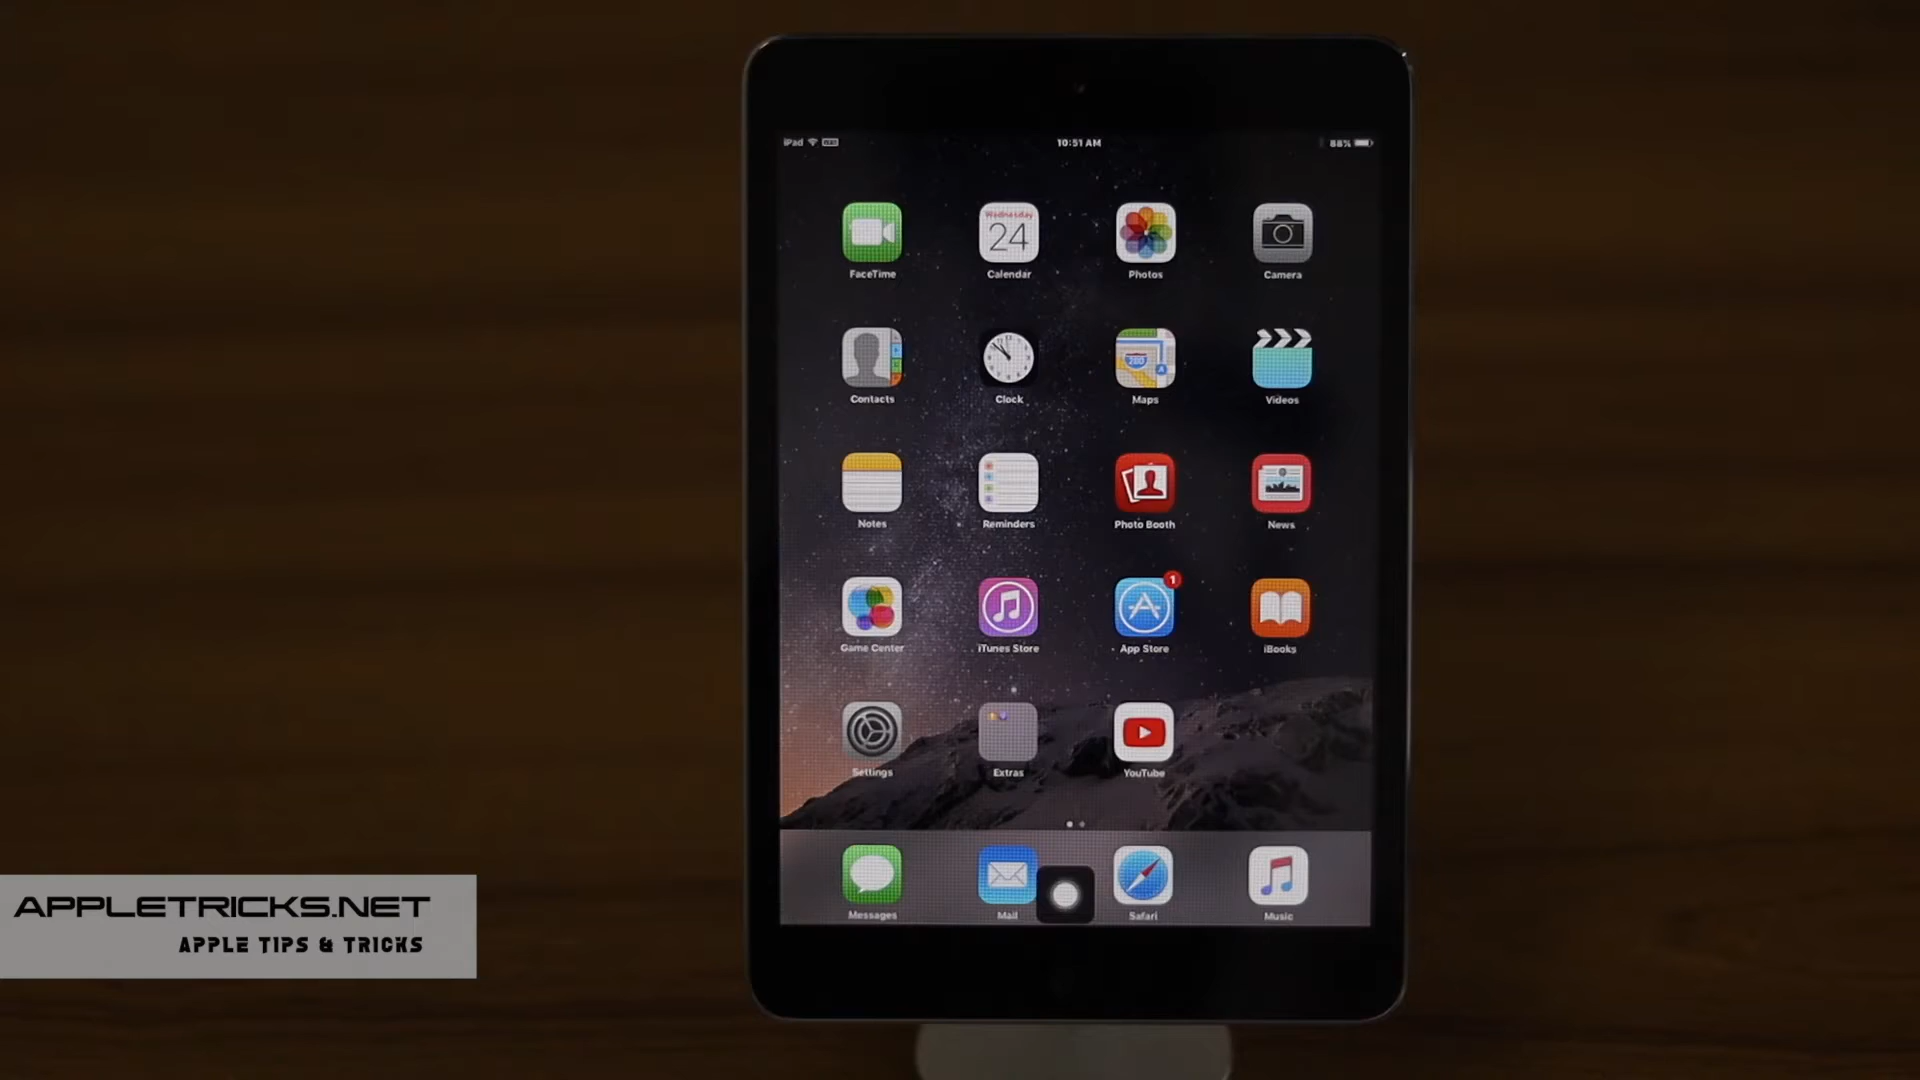 iPad
10:51 AM
88%
FaceTime
Wednesday
24
Calendar
Photos
Camera
Contacts
Clock
280
Maps
Videos
Notes
Reminders
Photo Booth
News
Game Center
iTunes Store
1
App Store
iBooks
Settings
Extras
YouTube
Messages
Mail
Safari
Music
APPLETRICKS.NET
APPLE TIPS & TRICKS